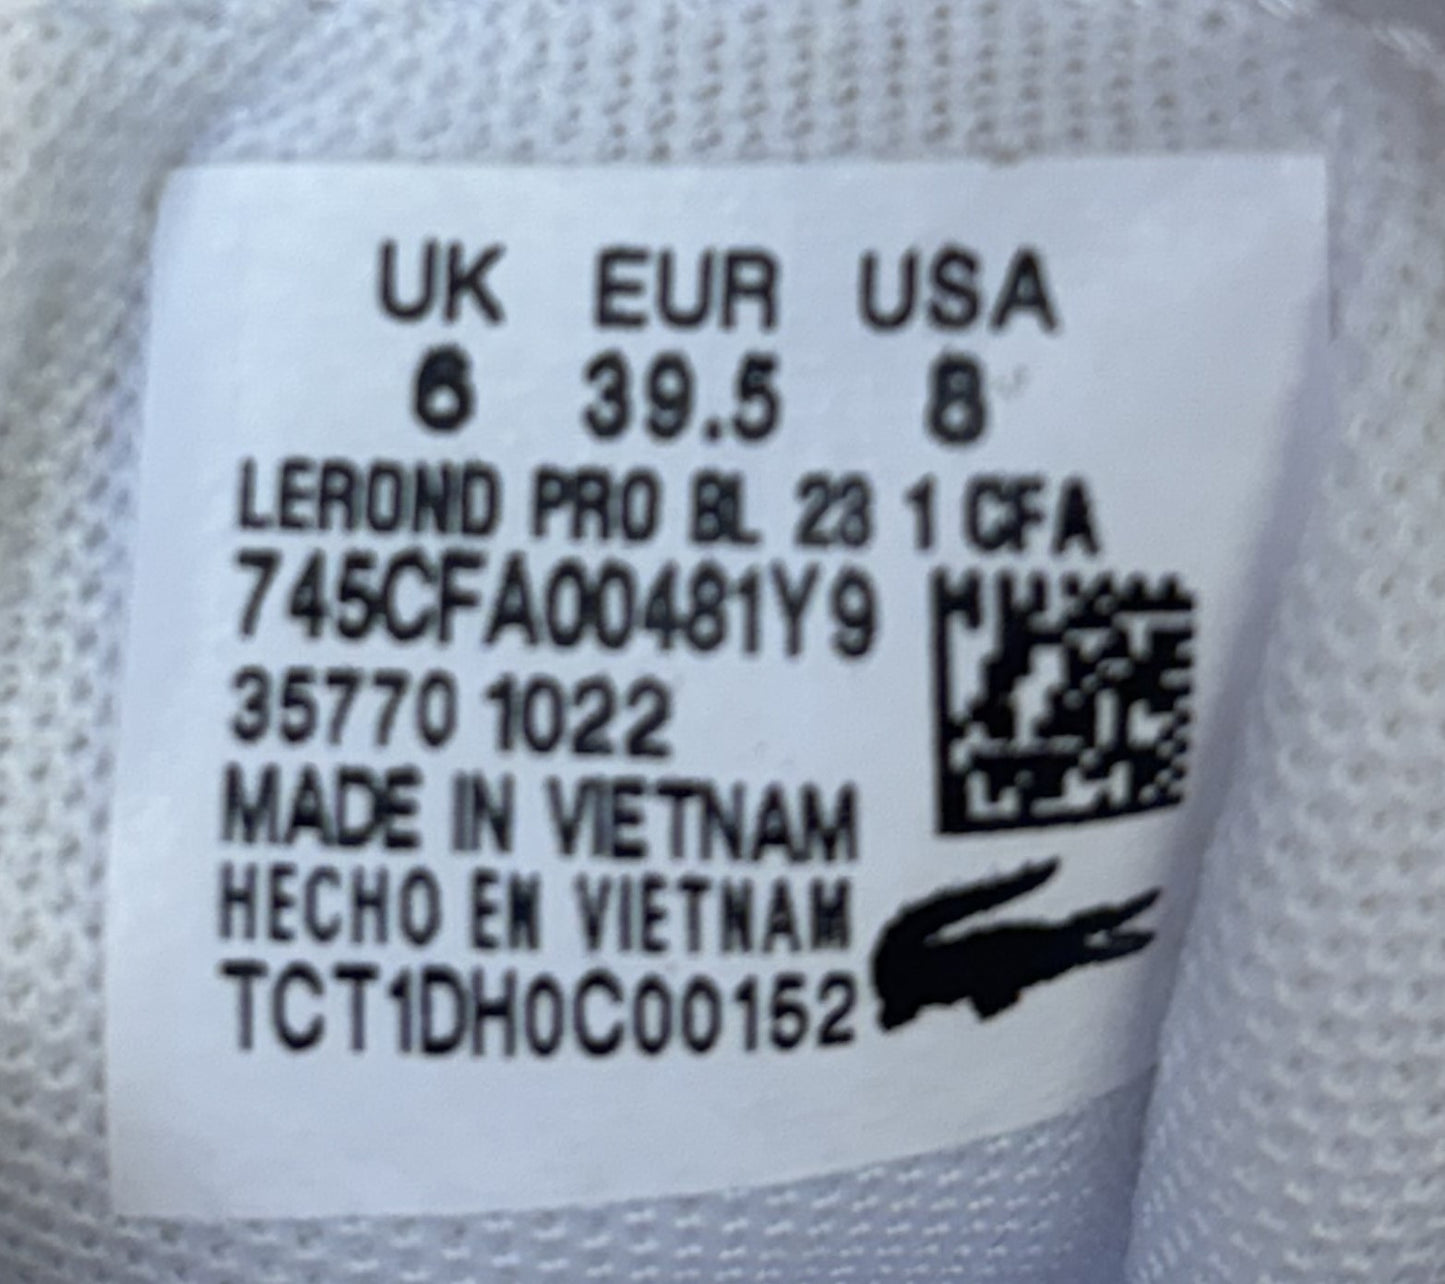 UK EUR USA
6 39.5 8
LEROND PRO BL 23 1 CFA
745CFA00481Y9
35770 1022
MADE IN VIETNAM
HECHO EN VIETNAM
TCT1DH0C00152